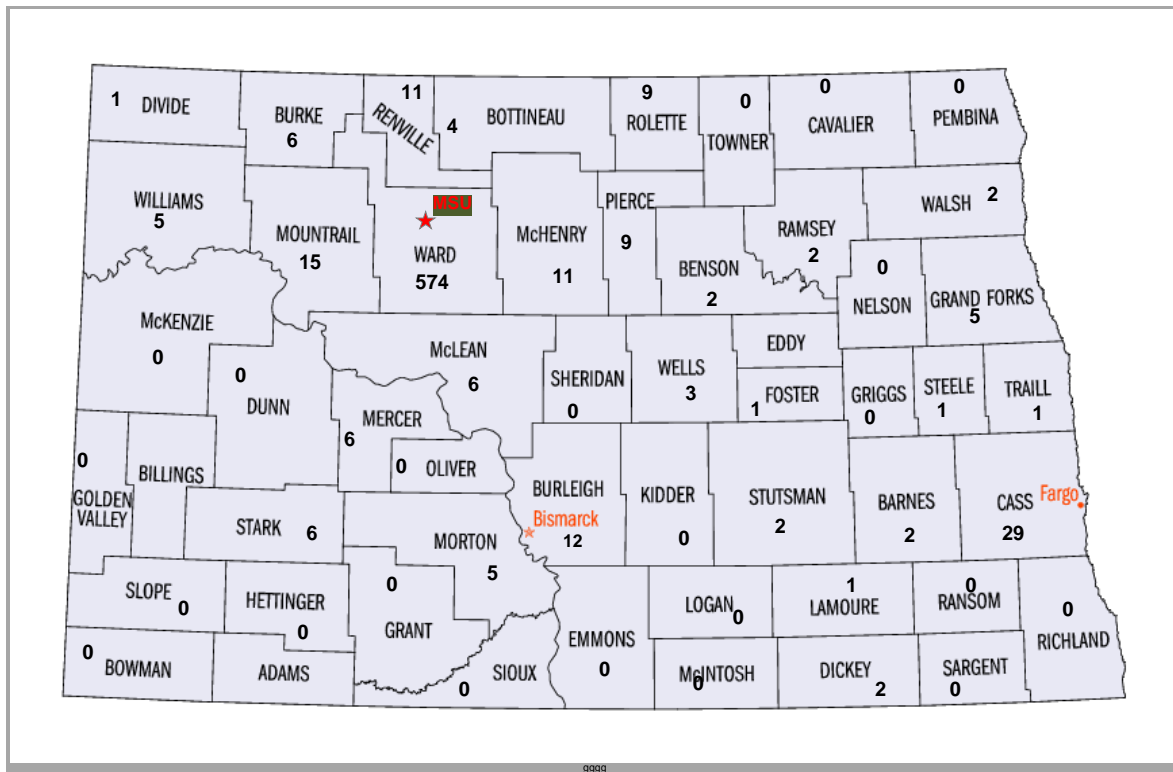 1 DIVIDE
BURKE
6
11
RENVILLE
4 BOTTINEAU
9
ROLETTE
0
TOWNER
0
CAVALIER
0
PEMBINA
WILLIAMS
5
MOUNTRAIL
15
MSU
WARD
574
McHENRY
11
PIERCE
9
BENSON
2
RAMSEY
2
WALSH 2
0
NELSON
GRAND FORKS
5
McKENZIE
0
0
DUNN
McLEAN
6
SHERIDAN
0
WELLS
3
EDDY
FOSTER
1
GRIGGS
0
STEELE
1
TRAILL
1
MERCER
6
0 OLIVER
0
GOLDEN
VALLEY
BILLINGS
STARK 6
MORTON
5
BURLEIGH
Bismarck
12
KIDDER
0
STUTSMAN
2
BARNES
2
CASS
29
Fargo
SLOPE
0
HETTINGER
0
0
GRANT
0
BOWMAN
ADAMS
SIOUX
0
EMMONS
0
LOGAN
0
McINTOSH
0
1
LAMOURE
DICKEY
2
0
RANSOM
SARGENT
0
0
RICHLAND
gggg